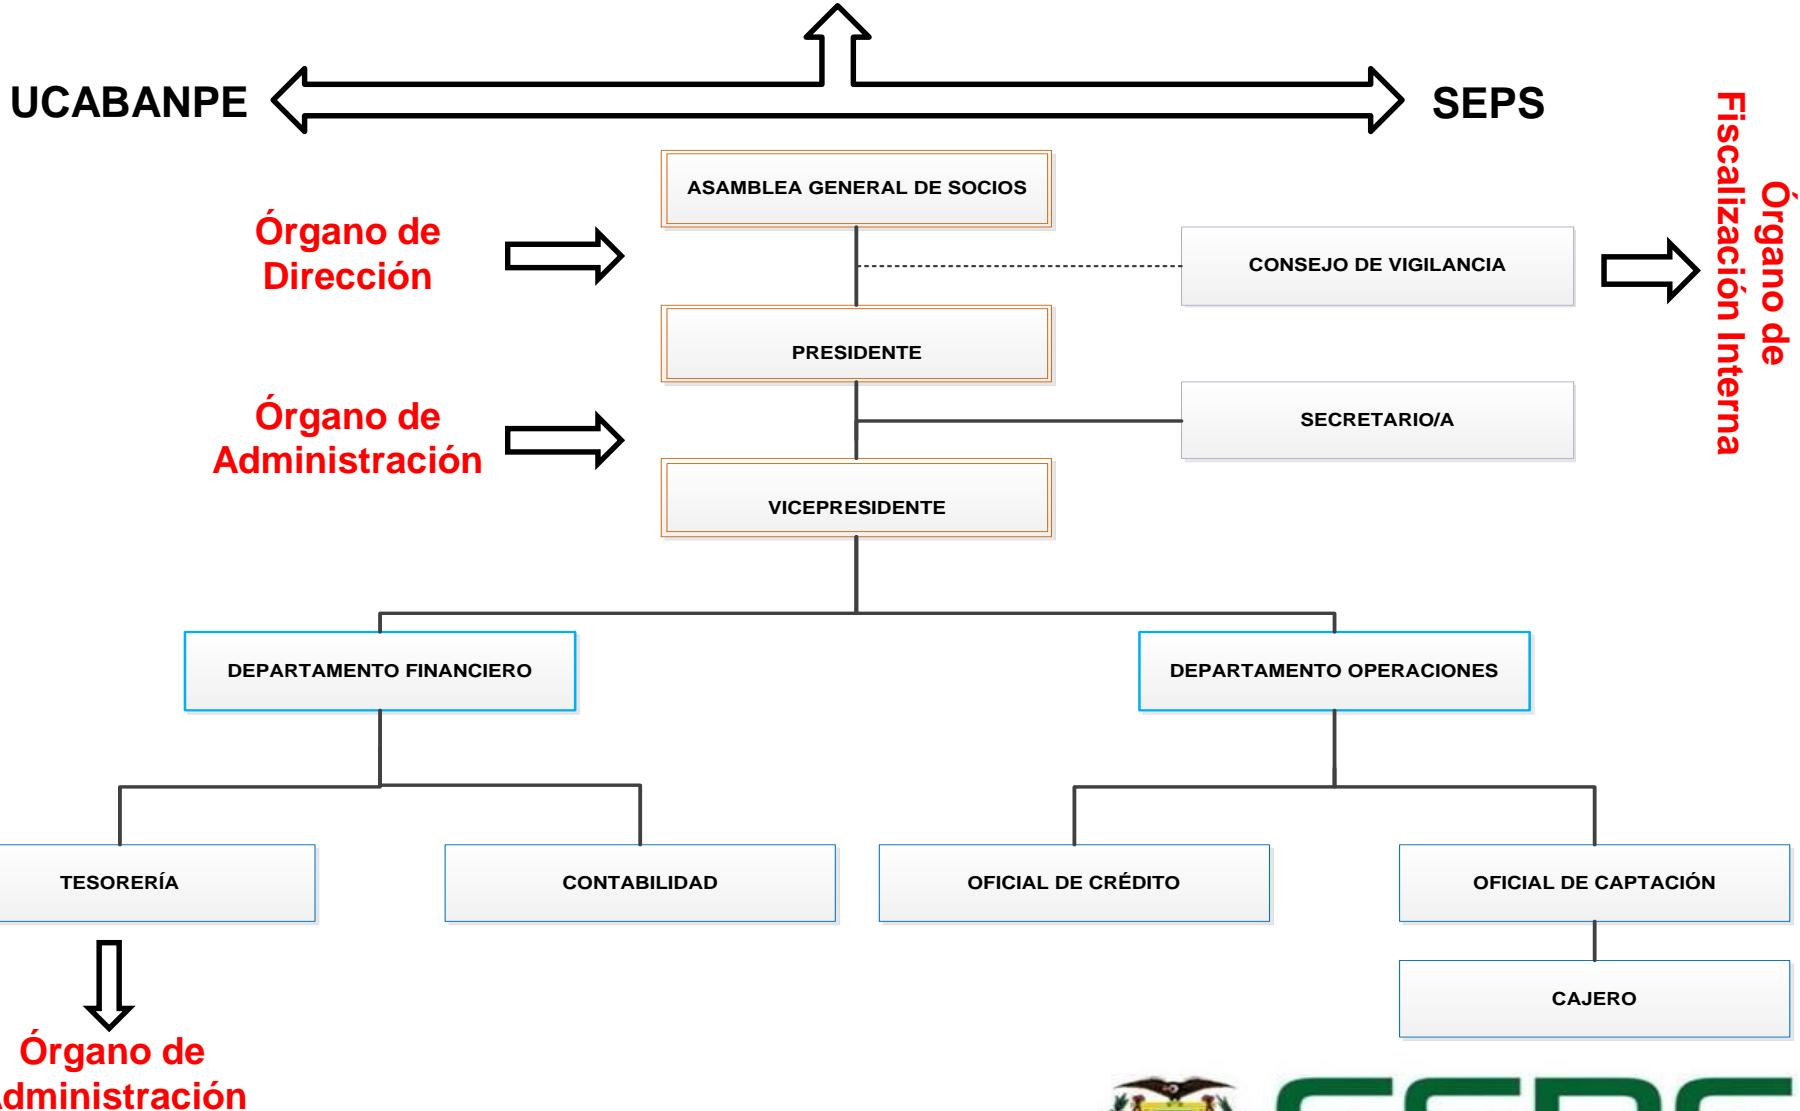 UCABANPE
SEPS
ASAMBLEA GENERAL DE SOCIOS
Órgano de
Dirección
CONSEJO DE VIGILANCIA
Órgano de
Fiscalización Interna
PRESIDENTE
Órgano de
Administración
SECRETARIO/A
VICEPRESIDENTE
DEPARTAMENTO FINANCIERO
DEPARTAMENTO OPERACIONES
TESORERÍA
CONTABILIDAD
OFICIAL DE CRÉDITO
OFICIAL DE CAPTACIÓN
CAJERO
Órgano de
Administración